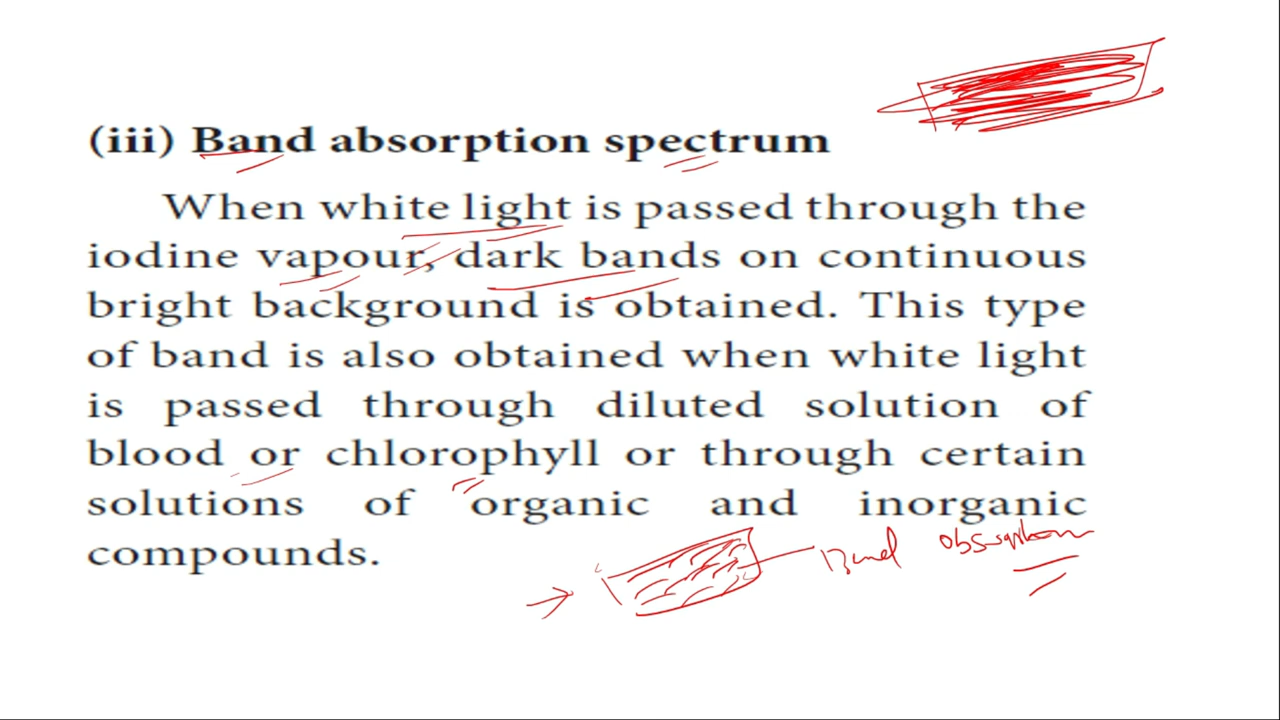 (iii) Band absorption spectrum
When white light is passed through the
iodine vapour, dark bands on continuous
bright background is obtained. This type
of band is also obtained when white light
is passed through diluted solution of
blood or chlorophyll or through certain
solutions of organic and inorganic
compounds.
Band absorption